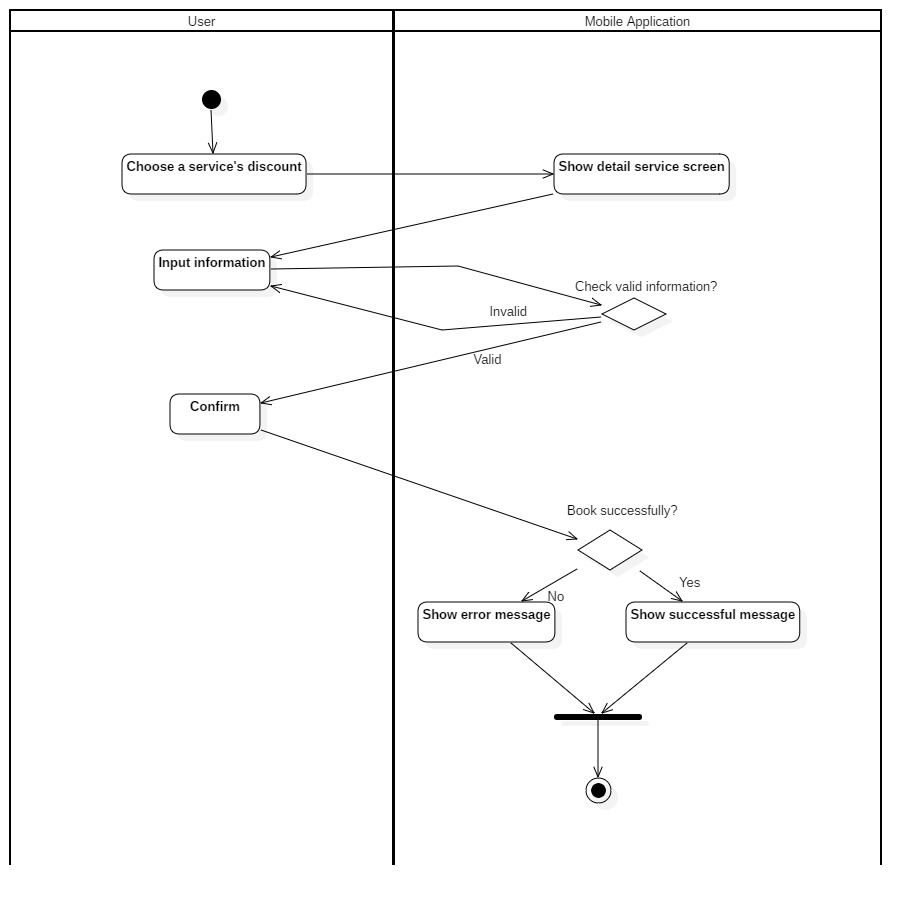 User
Mobile Application
Choose a service's discount
Show detail service screen
Input information
Check valid information?
Invalid
Valid
Confirm
Book successfully?
Yes
No
Show error message
Show successful message